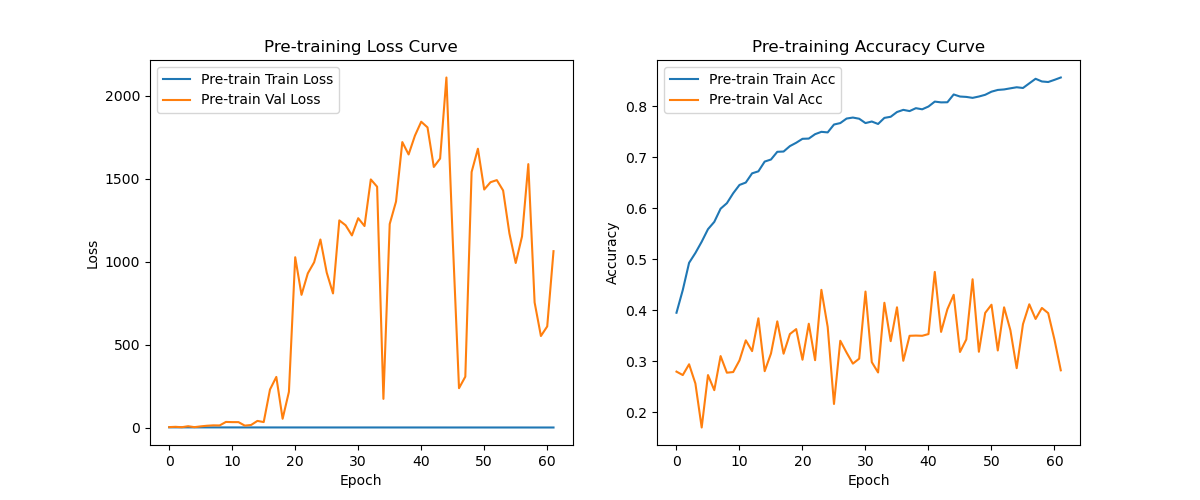 Pre-training Loss Curve
Pre-train Train Loss
Pre-train Val Loss
2000
1500
1000
500
0
Loss
0 10 20 30 40 50 60
Epoch
Pre-training Accuracy Curve
Pre-train Train Acc
Pre-train Val Acc
0.8
0.7
0.6
0.5
0.4
0.3
0.2
Accuracy
0 10 20 30 40 50 60
Epoch